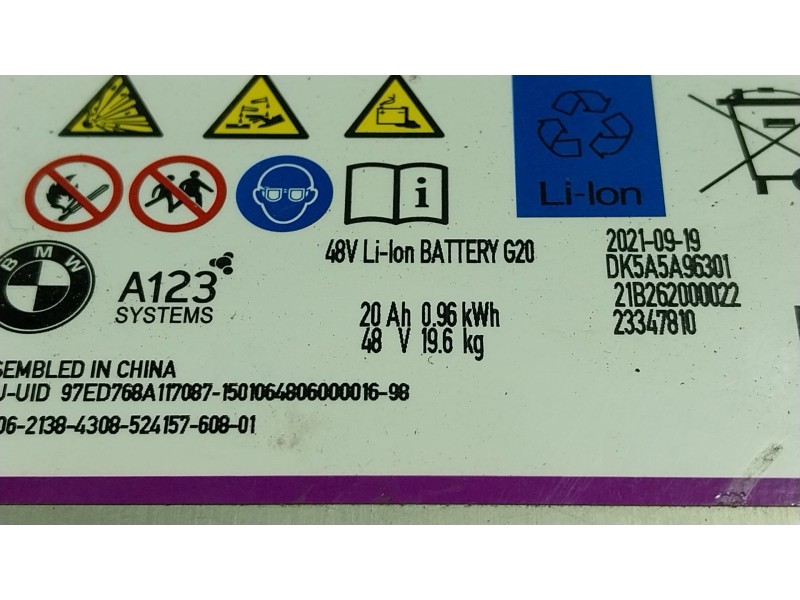 Li-Ion
BMW
A123
SYSTEMS
48V Li-Ion BATTERY G20
20 Ah 0.96 kWh
48 V 19.6 kg
2021-09-19
DK5A5A96301
21B262000022
23347810
SEMBLED IN CHINA
J-UID 97ED768A117087-1501064806000016-98
06-2138-4308-524157-608-01